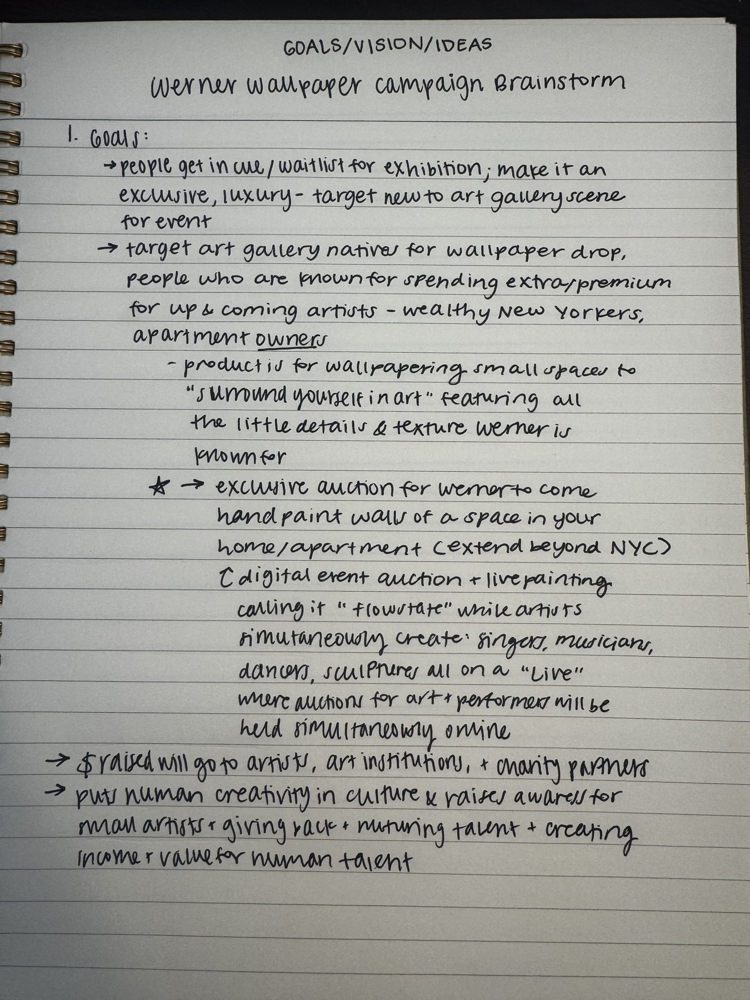 GOALS/VISION/IDEAS
Werner Wallpaper Campaign Brainstorm
1. Goals:
→ people get in cue/waitlist for exhibition; make it an
exclusive, luxury - target new to art gallery scene
for event
→ target art gallery natives for wallpaper drop,
people who are known for spending extra/premium
for up & coming artists - wealthy New Yorkers,
apartment owners
- product is for wallpapering small spaces to
"surround yourself in art" featuring all
the little details & texture Werner is
known for
☆ → exclusive auction for Werner to come
hand paint walls of a space in your
home/apartment (extend beyond NYC)
↑ digital event auction + live painting
calling it "flowstate" while artists
simutaneously create: singers, musicians,
dancers, sculptures all on a "Live"
where auctions for art + performers will be
held simultaneously online
→ $ raised will go to artists, art institutions, + charity partners
→ puts human creativity in culture & raises awaress for
small artists + giving back + nuturing talent + creating
income + value for human talent